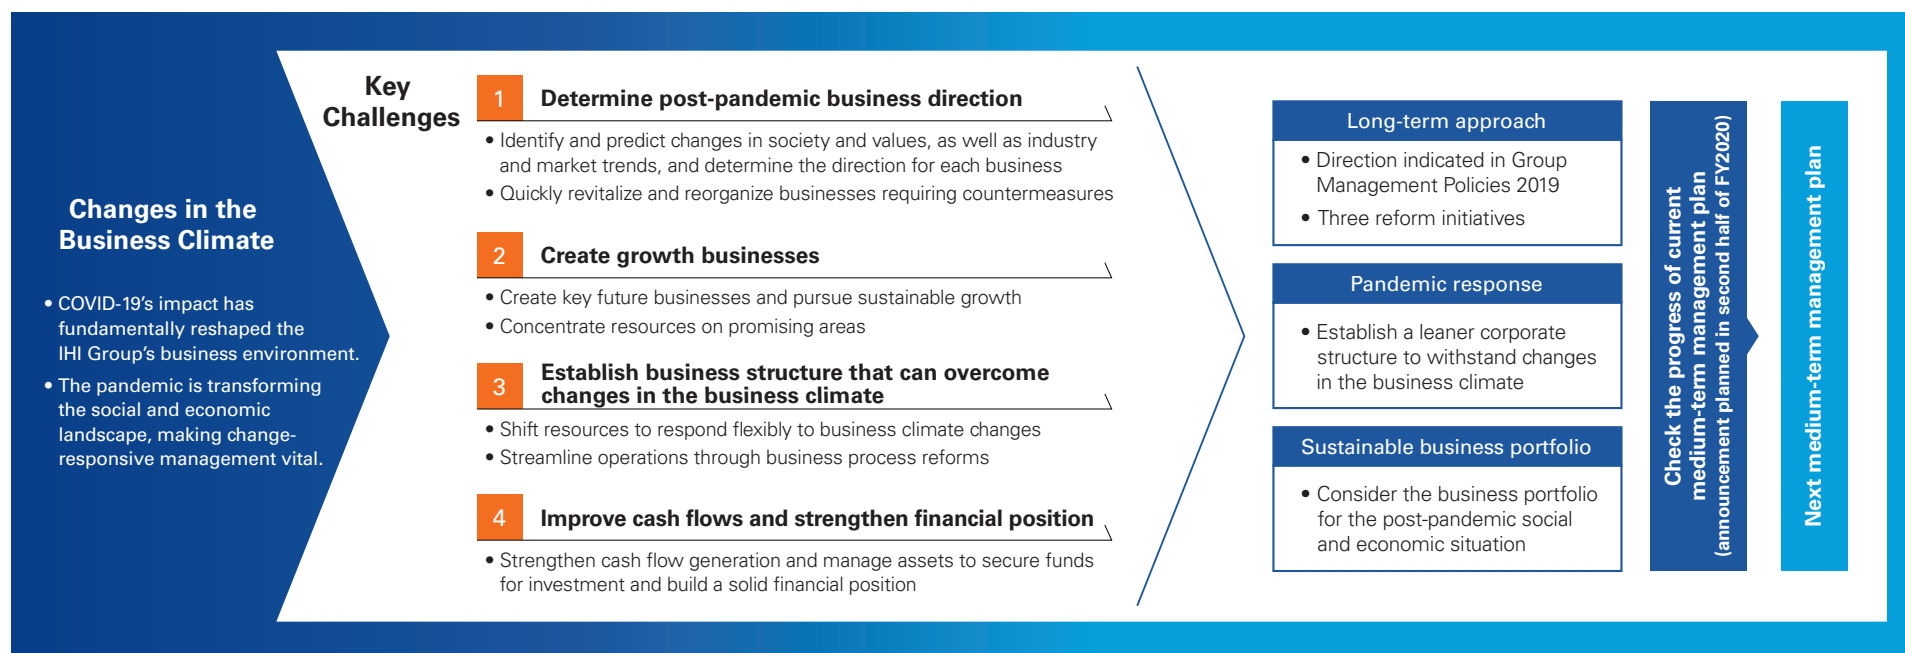 Changes in the
Business Climate
• COVID-19’s impact has
fundamentally reshaped the
IHI Group’s business environment.
• The pandemic is transforming
the social and economic
landscape, making change-
responsive management vital.
Key
Challenges
1 Determine post-pandemic business direction
• Identify and predict changes in society and values, as well as industry
and market trends, and determine the direction for each business
• Quickly revitalize and reorganize businesses requiring countermeasures
2 Create growth businesses
• Create key future businesses and pursue sustainable growth
• Concentrate resources on promising areas
3 Establish business structure that can overcome
changes in the business climate
• Shift resources to respond flexibly to business climate changes
• Streamline operations through business process reforms
4 Improve cash flows and strengthen financial position
• Strengthen cash flow generation and manage assets to secure funds
for investment and build a solid financial position
Long-term approach
• Direction indicated in Group
Management Policies 2019
• Three reform initiatives
Pandemic response
• Establish a leaner corporate
structure to withstand changes
in the business climate
Sustainable business portfolio
• Consider the business portfolio
for the post-pandemic social
and economic situation
Check the progress of current
medium-term management plan
(announcement planned in second half of FY2020)
Next medium-term management plan